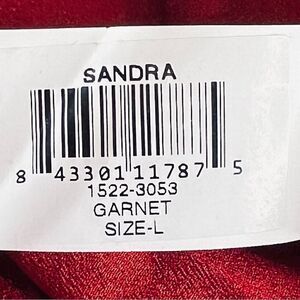 SANDRA
8 43301 11787 5
1522-3053
GARNET
SIZE-L